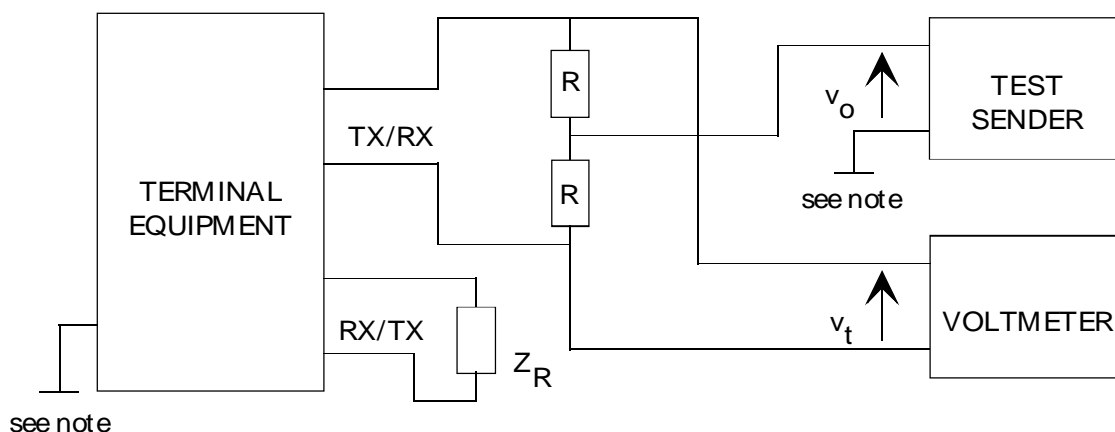 TERMINAL
EQUIPMENT
TX/RX
RX/TX
Z_R
see note
R
R
v_o
see note
TEST
SENDER
v_t
VOLTMETER